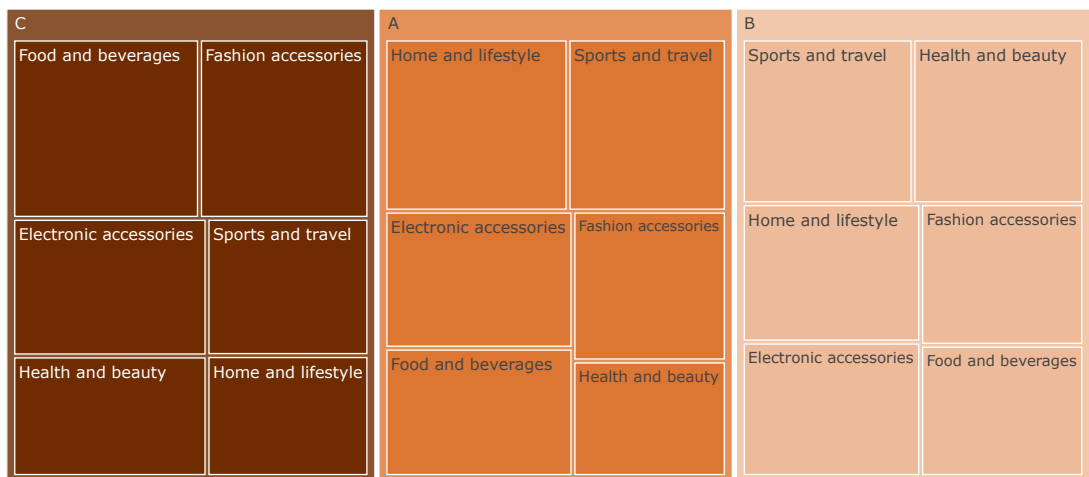 C
Food and beverages
Fashion accessories
Electronic accessories
Sports and travel
Health and beauty
Home and lifestyle
A
Home and lifestyle
Sports and travel
Electronic accessories
Fashion accessories
Food and beverages
Health and beauty
B
Sports and travel
Health and beauty
Home and lifestyle
Fashion accessories
Electronic accessories
Food and beverages